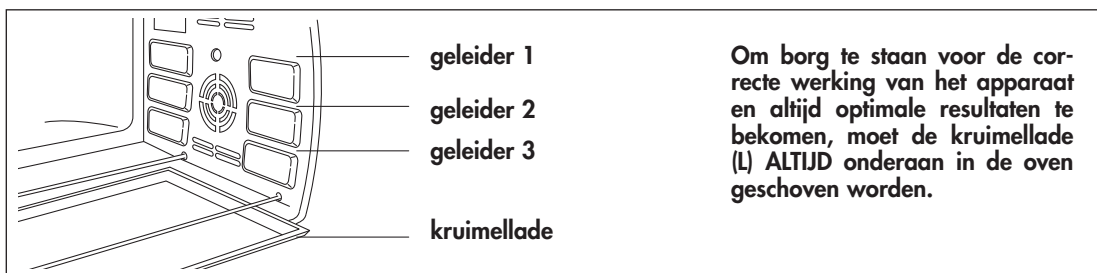 geleider 1
geleider 2
geleider 3
kruimellade
Om borg te staan voor de cor-
recte werking van het apparaat
en altijd optimale resultaten te
bekomen, moet de kruimellade
(L) ALTIJD onderaan in de oven
geschoven worden.